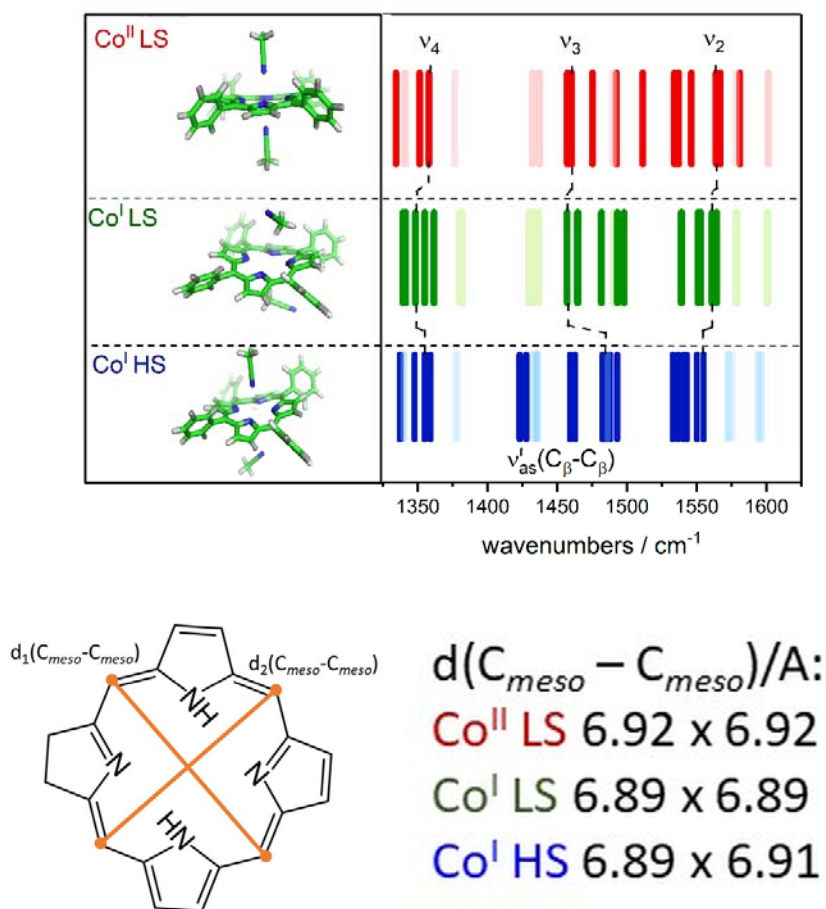 Co^II LS
ν4 ν3 ν2
Co^I LS
Co^I HS
ν^I_as(Cβ-Cβ)
1350 1400 1450 1500 1550 1600
wavenumbers / cm^-1
d1(Cmeso-Cmeso) d2(Cmeso-Cmeso)
NH
N N
HN
d(Cmeso – Cmeso)/A:
Co^II LS 6.92 x 6.92
Co^I LS 6.89 x 6.89
Co^I HS 6.89 x 6.91